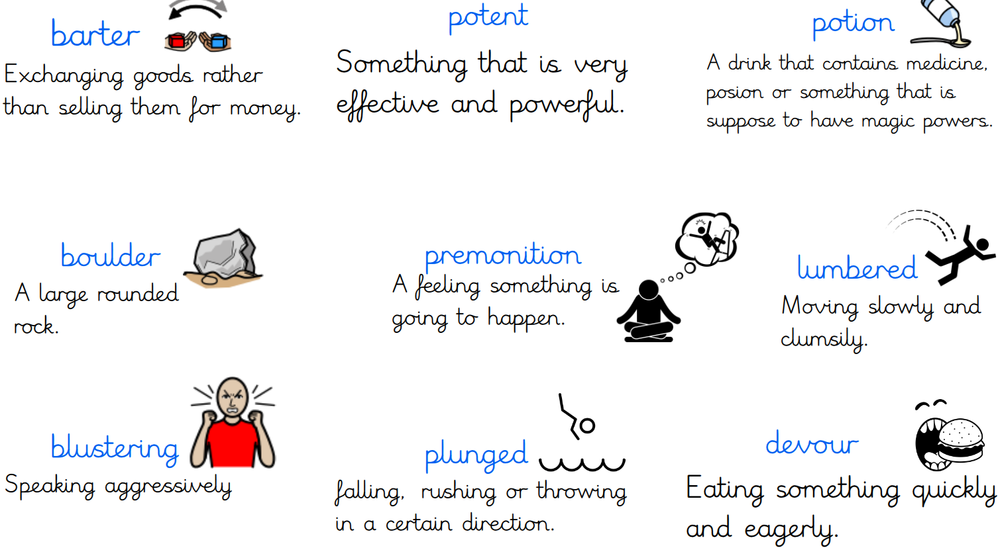 barter
Exchanging goods rather
than selling them for money.
potent
Something that is very
effective and powerful.
potion
A drink that contains medicine,
posion or something that is
suppose to have magic powers.
boulder
A large rounded
rock.
premonition
A feeling something is
going to happen.
lumbered
Moving slowly and
clumsily.
blustering
Speaking aggressively
plunged
falling, rushing or throwing
in a certain direction.
devour
Eating something quickly
and eagerly.